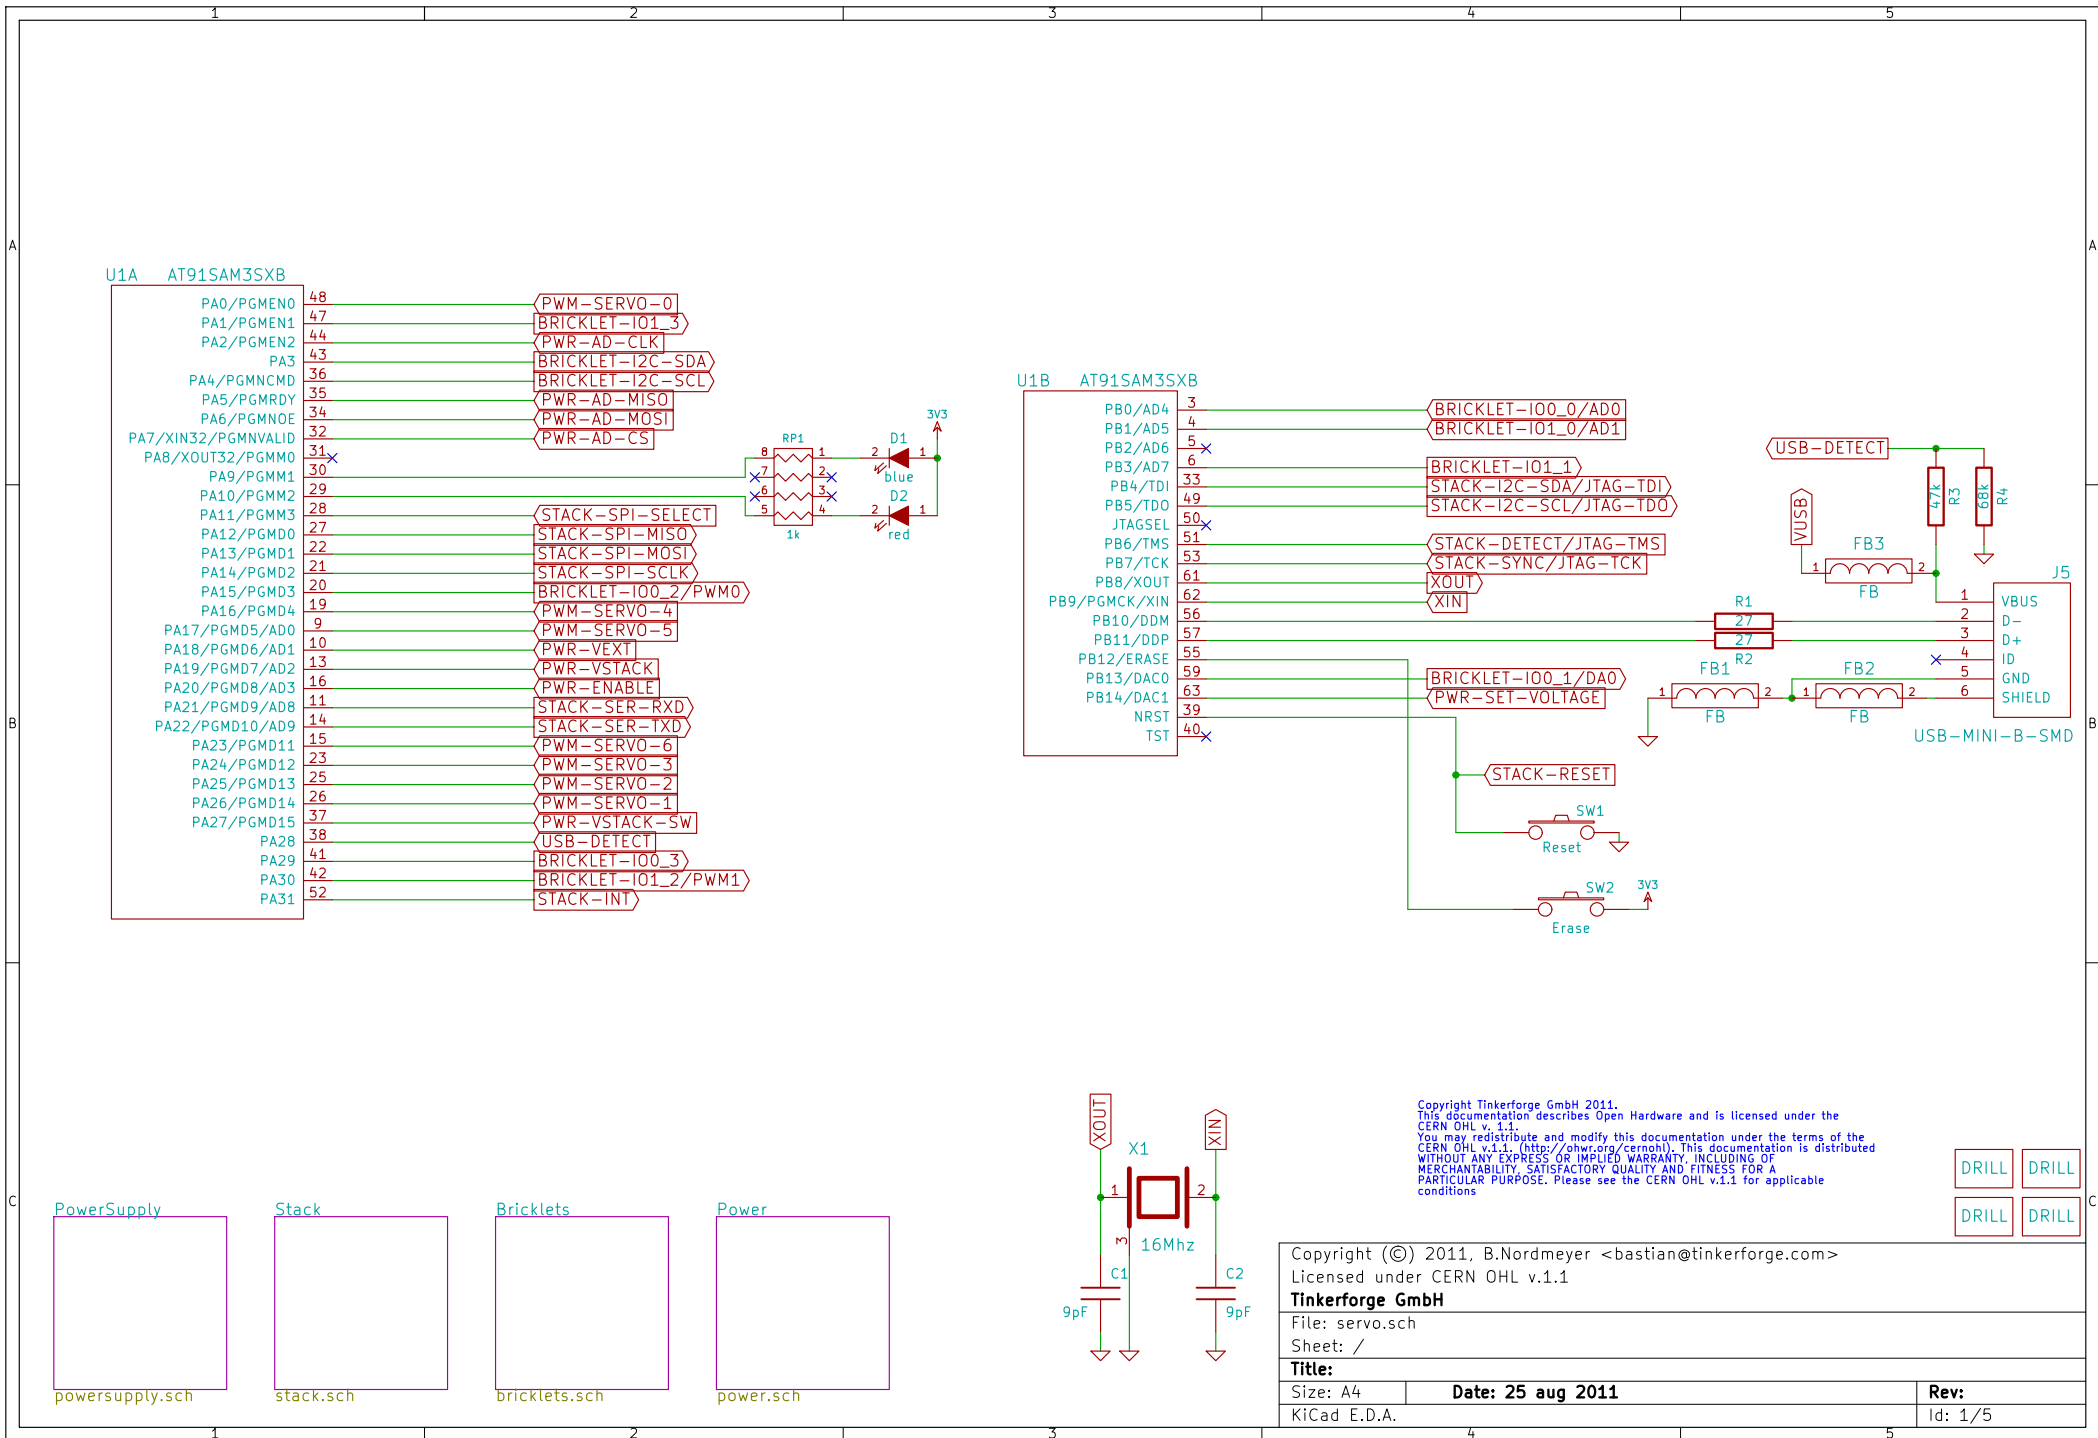 1 2 3 4 5
A A
B B
C C
U1A AT91SAM3SXB
PA0/PGMEN0 48 PWM-SERVO-0
PA1/PGMEN1 47 BRICKLET-IO1_3
PA2/PGMEN2 44 PWR-AD-CLK
PA3 43 BRICKLET-I2C-SDA
PA4/PGMNCMD 36 BRICKLET-I2C-SCL
PA5/PGMRDY 35 PWR-AD-MISO
PA6/PGMNOE 34 PWR-AD-MOSI
PA7/XIN32/PGMNVALID 32 PWR-AD-CS
PA8/XOUT32/PGMM0 31
PA9/PGMM1 30
PA10/PGMM2 29
PA11/PGMM3 28 STACK-SPI-SELECT
PA12/PGMD0 27 STACK-SPI-MISO
PA13/PGMD1 22 STACK-SPI-MOSI
PA14/PGMD2 21 STACK-SPI-SCLK
PA15/PGMD3 20 BRICKLET-IO0_2/PWM0
PA16/PGMD4 19 PWM-SERVO-4
PA17/PGMD5/AD0 9 PWM-SERVO-5
PA18/PGMD6/AD1 10 PWR-VEXT
PA19/PGMD7/AD2 13 PWR-VSTACK
PA20/PGMD8/AD3 16 PWR-ENABLE
PA21/PGMD9/AD8 11 STACK-SER-RXD
PA22/PGMD10/AD9 14 STACK-SER-TXD
PA23/PGMD11 15 PWM-SERVO-6
PA24/PGMD12 23 PWM-SERVO-3
PA25/PGMD13 25 PWM-SERVO-2
PA26/PGMD14 26 PWM-SERVO-1
PA27/PGMD15 37 PWR-VSTACK-SW
PA28 38 USB-DETECT
PA29 41 BRICKLET-IO0_3
PA30 42 BRICKLET-IO1_2/PWM1
PA31 52 STACK-INT
3V3
RP1 D1
8 1 2 1
7 2 blue
6 3 D2
5 4 2 1
1k red
U1B AT91SAM3SXB
PB0/AD4 3 BRICKLET-IO0_0/AD0
PB1/AD5 4 BRICKLET-IO1_0/AD1
PB2/AD6 5
PB3/AD7 6 BRICKLET-IO1_1
PB4/TDI 33 STACK-I2C-SDA/JTAG-TDI
PB5/TDO 49 STACK-I2C-SCL/JTAG-TDO
JTAGSEL 50
PB6/TMS 51 STACK-DETECT/JTAG-TMS
PB7/TCK 53 STACK-SYNC/JTAG-TCK
PB8/XOUT 61 XOUT
PB9/PGMCK/XIN 62 XIN
PB10/DDM 56
PB11/DDP 57
PB12/ERASE 55
PB13/DAC0 59 BRICKLET-IO0_1/DA0
PB14/DAC1 63 PWR-SET-VOLTAGE
NRST 39
TST 40
STACK-RESET
SW1
Reset
SW2 3V3
Erase
USB-DETECT
47k R3 68k R4
VUSB
FB3
1 2
FB
J5
R1
27
27
R2
1 VBUS
2 D-
3 D+
4 ID
5 GND
6 SHIELD
FB1 FB2
1 2 1 2
FB FB
USB-MINI-B-SMD
XOUT XIN
X1
1 2
3 16Mhz
C1 C2
9pF 9pF
Copyright Tinkerforge GmbH 2011.
This documentation describes Open Hardware and is licensed under the
CERN OHL v. 1.1.
You may redistribute and modify this documentation under the terms of the
CERN OHL v.1.1. (http://ohwr.org/cernohl). This documentation is distributed
WITHOUT ANY EXPRESS OR IMPLIED WARRANTY, INCLUDING OF
MERCHANTABILITY, SATISFACTORY QUALITY AND FITNESS FOR A
PARTICULAR PURPOSE. Please see the CERN OHL v.1.1 for applicable
conditions
DRILL DRILL
DRILL DRILL
PowerSupply Stack Bricklets Power
powersupply.sch stack.sch bricklets.sch power.sch
Copyright (©) 2011, B.Nordmeyer <bastian@tinkerforge.com>
Licensed under CERN OHL v.1.1
Tinkerforge GmbH
File: servo.sch
Sheet: /
Title:
Size: A4 Date: 25 aug 2011 Rev:
KiCad E.D.A. Id: 1/5
1 2 3 4 5